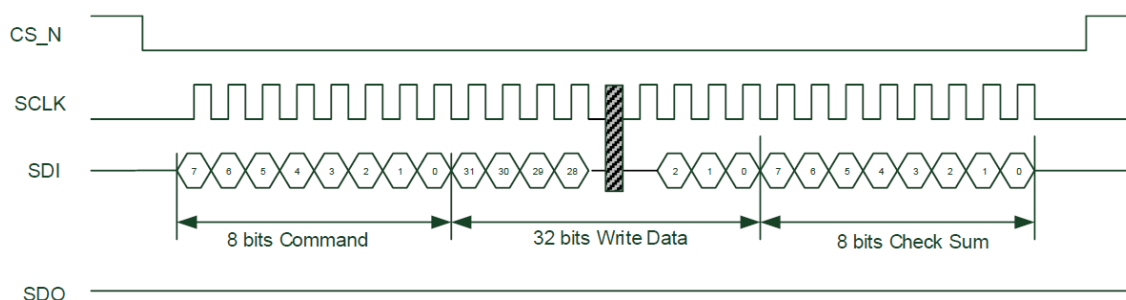 CS_N
SCLK
SDI 7 6 5 4 3 2 1 0 31 30 29 28 2 1 0 7 6 5 4 3 2 1 0
8 bits Command 32 bits Write Data 8 bits Check Sum
SDO